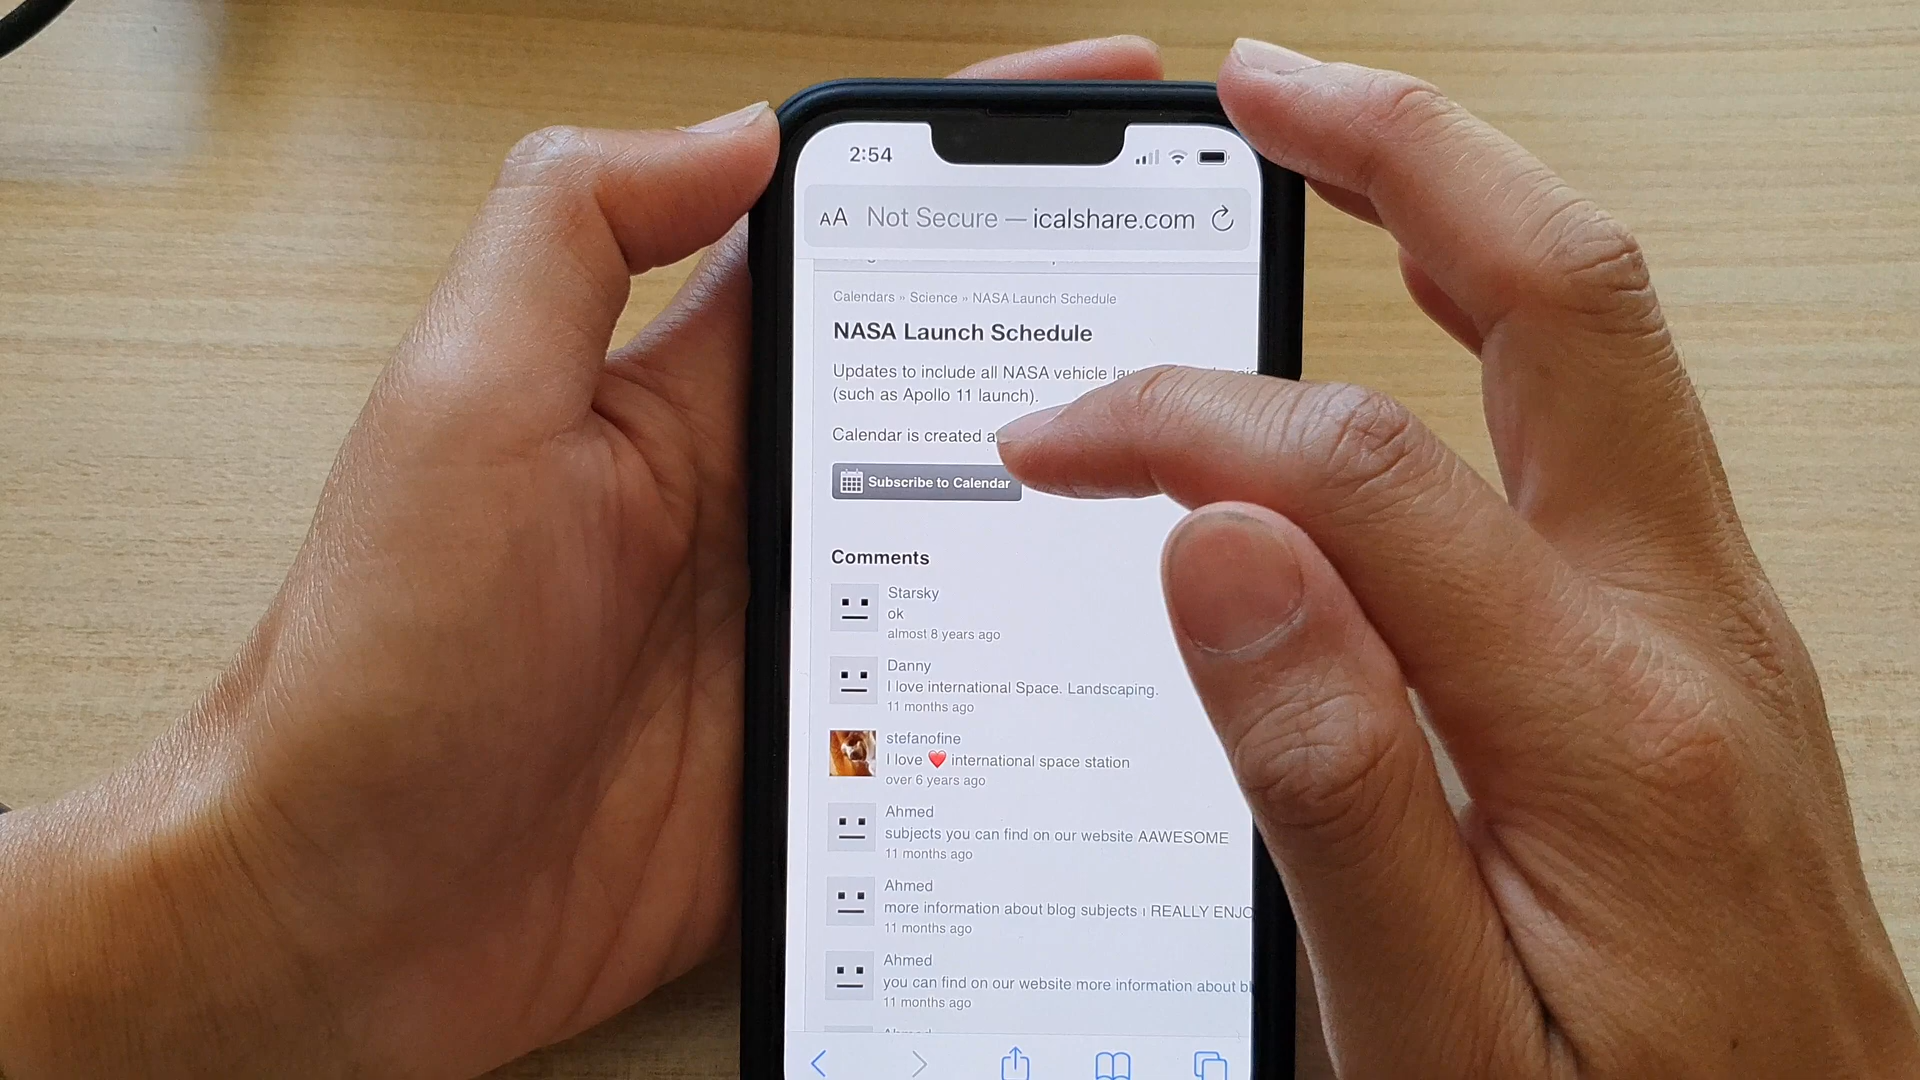 2:54
AA Not Secure — icalshare.com
Calendars » Science » NASA Launch Schedule
NASA Launch Schedule
Updates to include all NASA vehicle
(such as Apollo 11 launch).
Calendar is created
Subscribe to Calendar
Comments
Starsky
ok
almost 8 years ago
Danny
I love international Space. Landscaping.
11 months ago
stefanofine
I love ❤️ international space station
over 6 years ago
Ahmed
subjects you can find on our website AAWESOME
11 months ago
Ahmed
more information about blog subjects ı REALLY ENJO
11 months ago
Ahmed
you can find on our website more information about bl
11 months ago